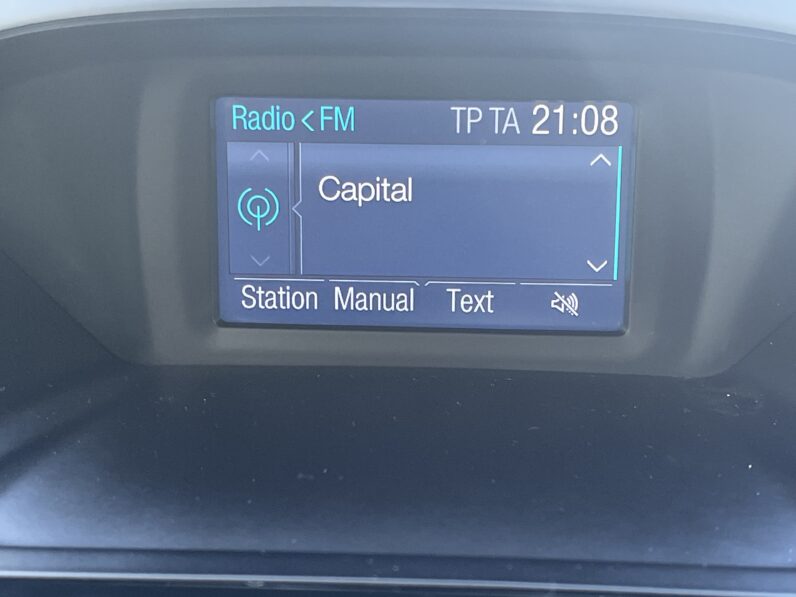 Radio < FM TP TA 21:08
Capital
Station Manual Text